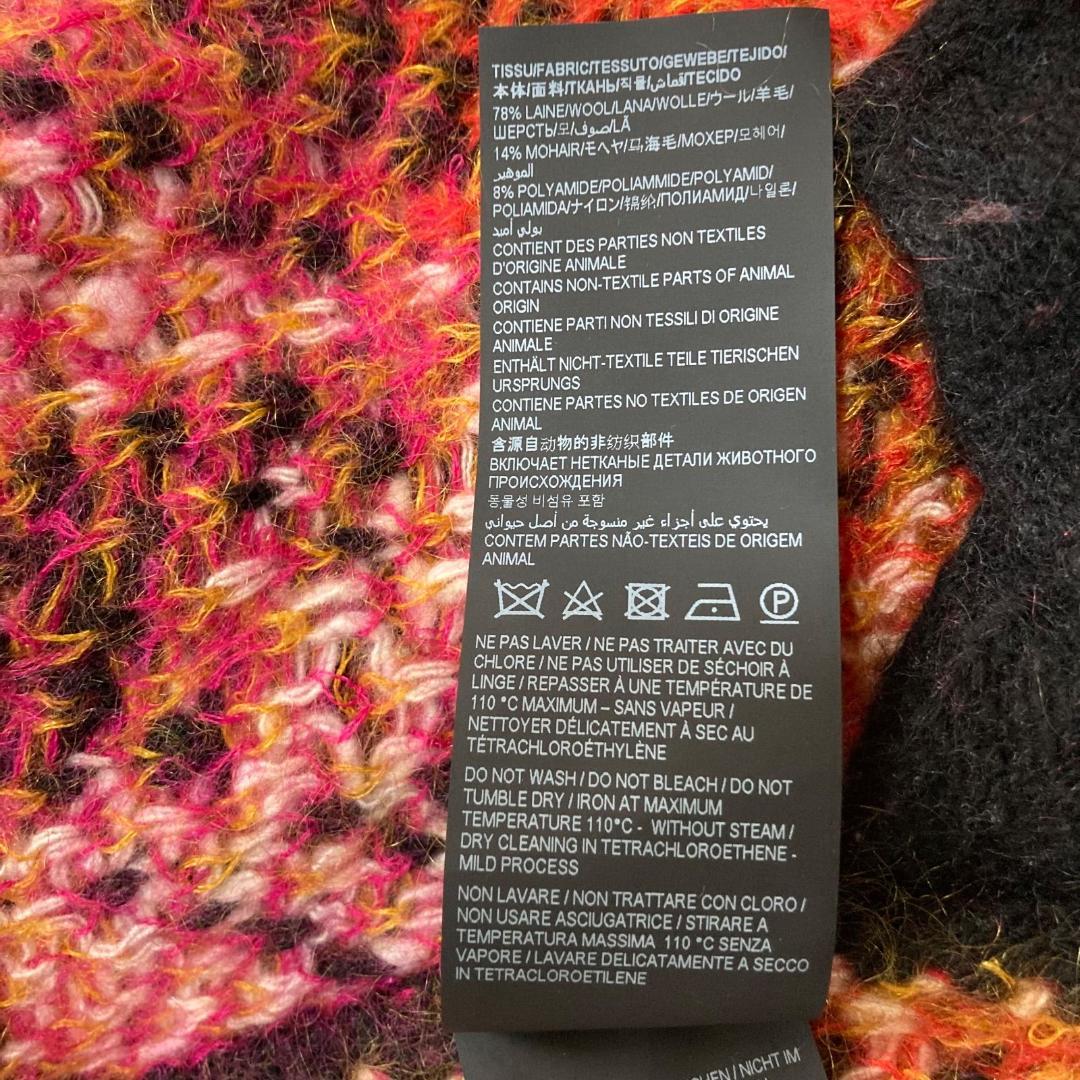 TISSU/FABRIC/TESSUTO/GEWEBE/TEJIDO/
本体/面料/ТКАНЬ/직물/قماش/TECIDO
78% LAINE/WOOL/LANA/WOLLE/ウール/羊毛/
ШЕРСТЬ/모/صوف/LÃ
14% MOHAIR/モヘヤ/马海毛/МОХЕР/모헤어/
الموهير
8% POLYAMIDE/POLIAMMIDE/POLYAMID/
POLIAMIDA/ナイロン/锦纶/ПОЛИАМИД/나일론/
بولي أميد
CONTIENT DES PARTIES NON TEXTILES
D'ORIGINE ANIMALE
CONTAINS NON-TEXTILE PARTS OF ANIMAL
ORIGIN
CONTIENE PARTI NON TESSILI DI ORIGINE
ANIMALE
ENTHÄLT NICHT-TEXTILE TEILE TIERISCHEN
URSPRUNGS
CONTIENE PARTES NO TEXTILES DE ORIGEN
ANIMAL
含源自动物的非纺织部件
ВКЛЮЧАЕТ НЕТКАНЫЕ ДЕТАЛИ ЖИВОТНОГО
ПРОИСХОЖДЕНИЯ
동물성 비섬유 포함
يحتوي على أجزاء غير منسوجة من أصل حيواني
CONTEM PARTES NÃO-TEXTEIS DE ORIGEM
ANIMAL
P
NE PAS LAVER / NE PAS TRAITER AVEC DU
CHLORE / NE PAS UTILISER DE SÉCHOIR À
LINGE / REPASSER À UNE TEMPÉRATURE DE
110 °C MAXIMUM – SANS VAPEUR /
NETTOYER DÉLICATEMENT À SEC AU
TÉTRACHLOROÉTHYLÈNE
DO NOT WASH / DO NOT BLEACH / DO NOT
TUMBLE DRY / IRON AT MAXIMUM
TEMPERATURE 110°C - WITHOUT STEAM /
DRY CLEANING IN TETRACHLOROETHENE -
MILD PROCESS
NON LAVARE / NON TRATTARE CON CLORO /
NON USARE ASCIUGATRICE / STIRARE A
TEMPERATURA MASSIMA 110 °C SENZA
VAPORE / LAVARE DELICATAMENTE A SECCO
IN TETRACLOROETILENE
/ NICHT IM